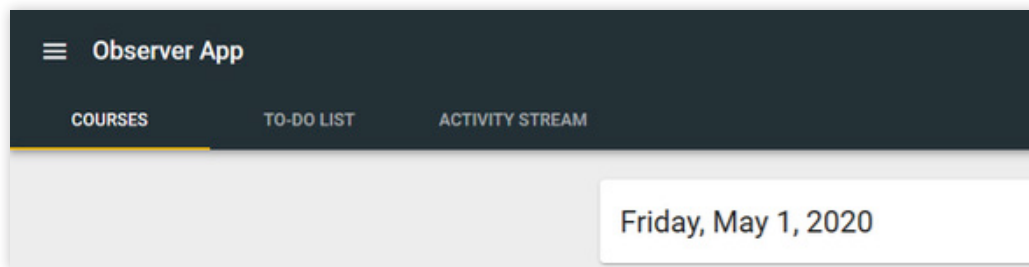 Observer App
COURSES TO-DO LIST ACTIVITY STREAM
Friday, May 1, 2020